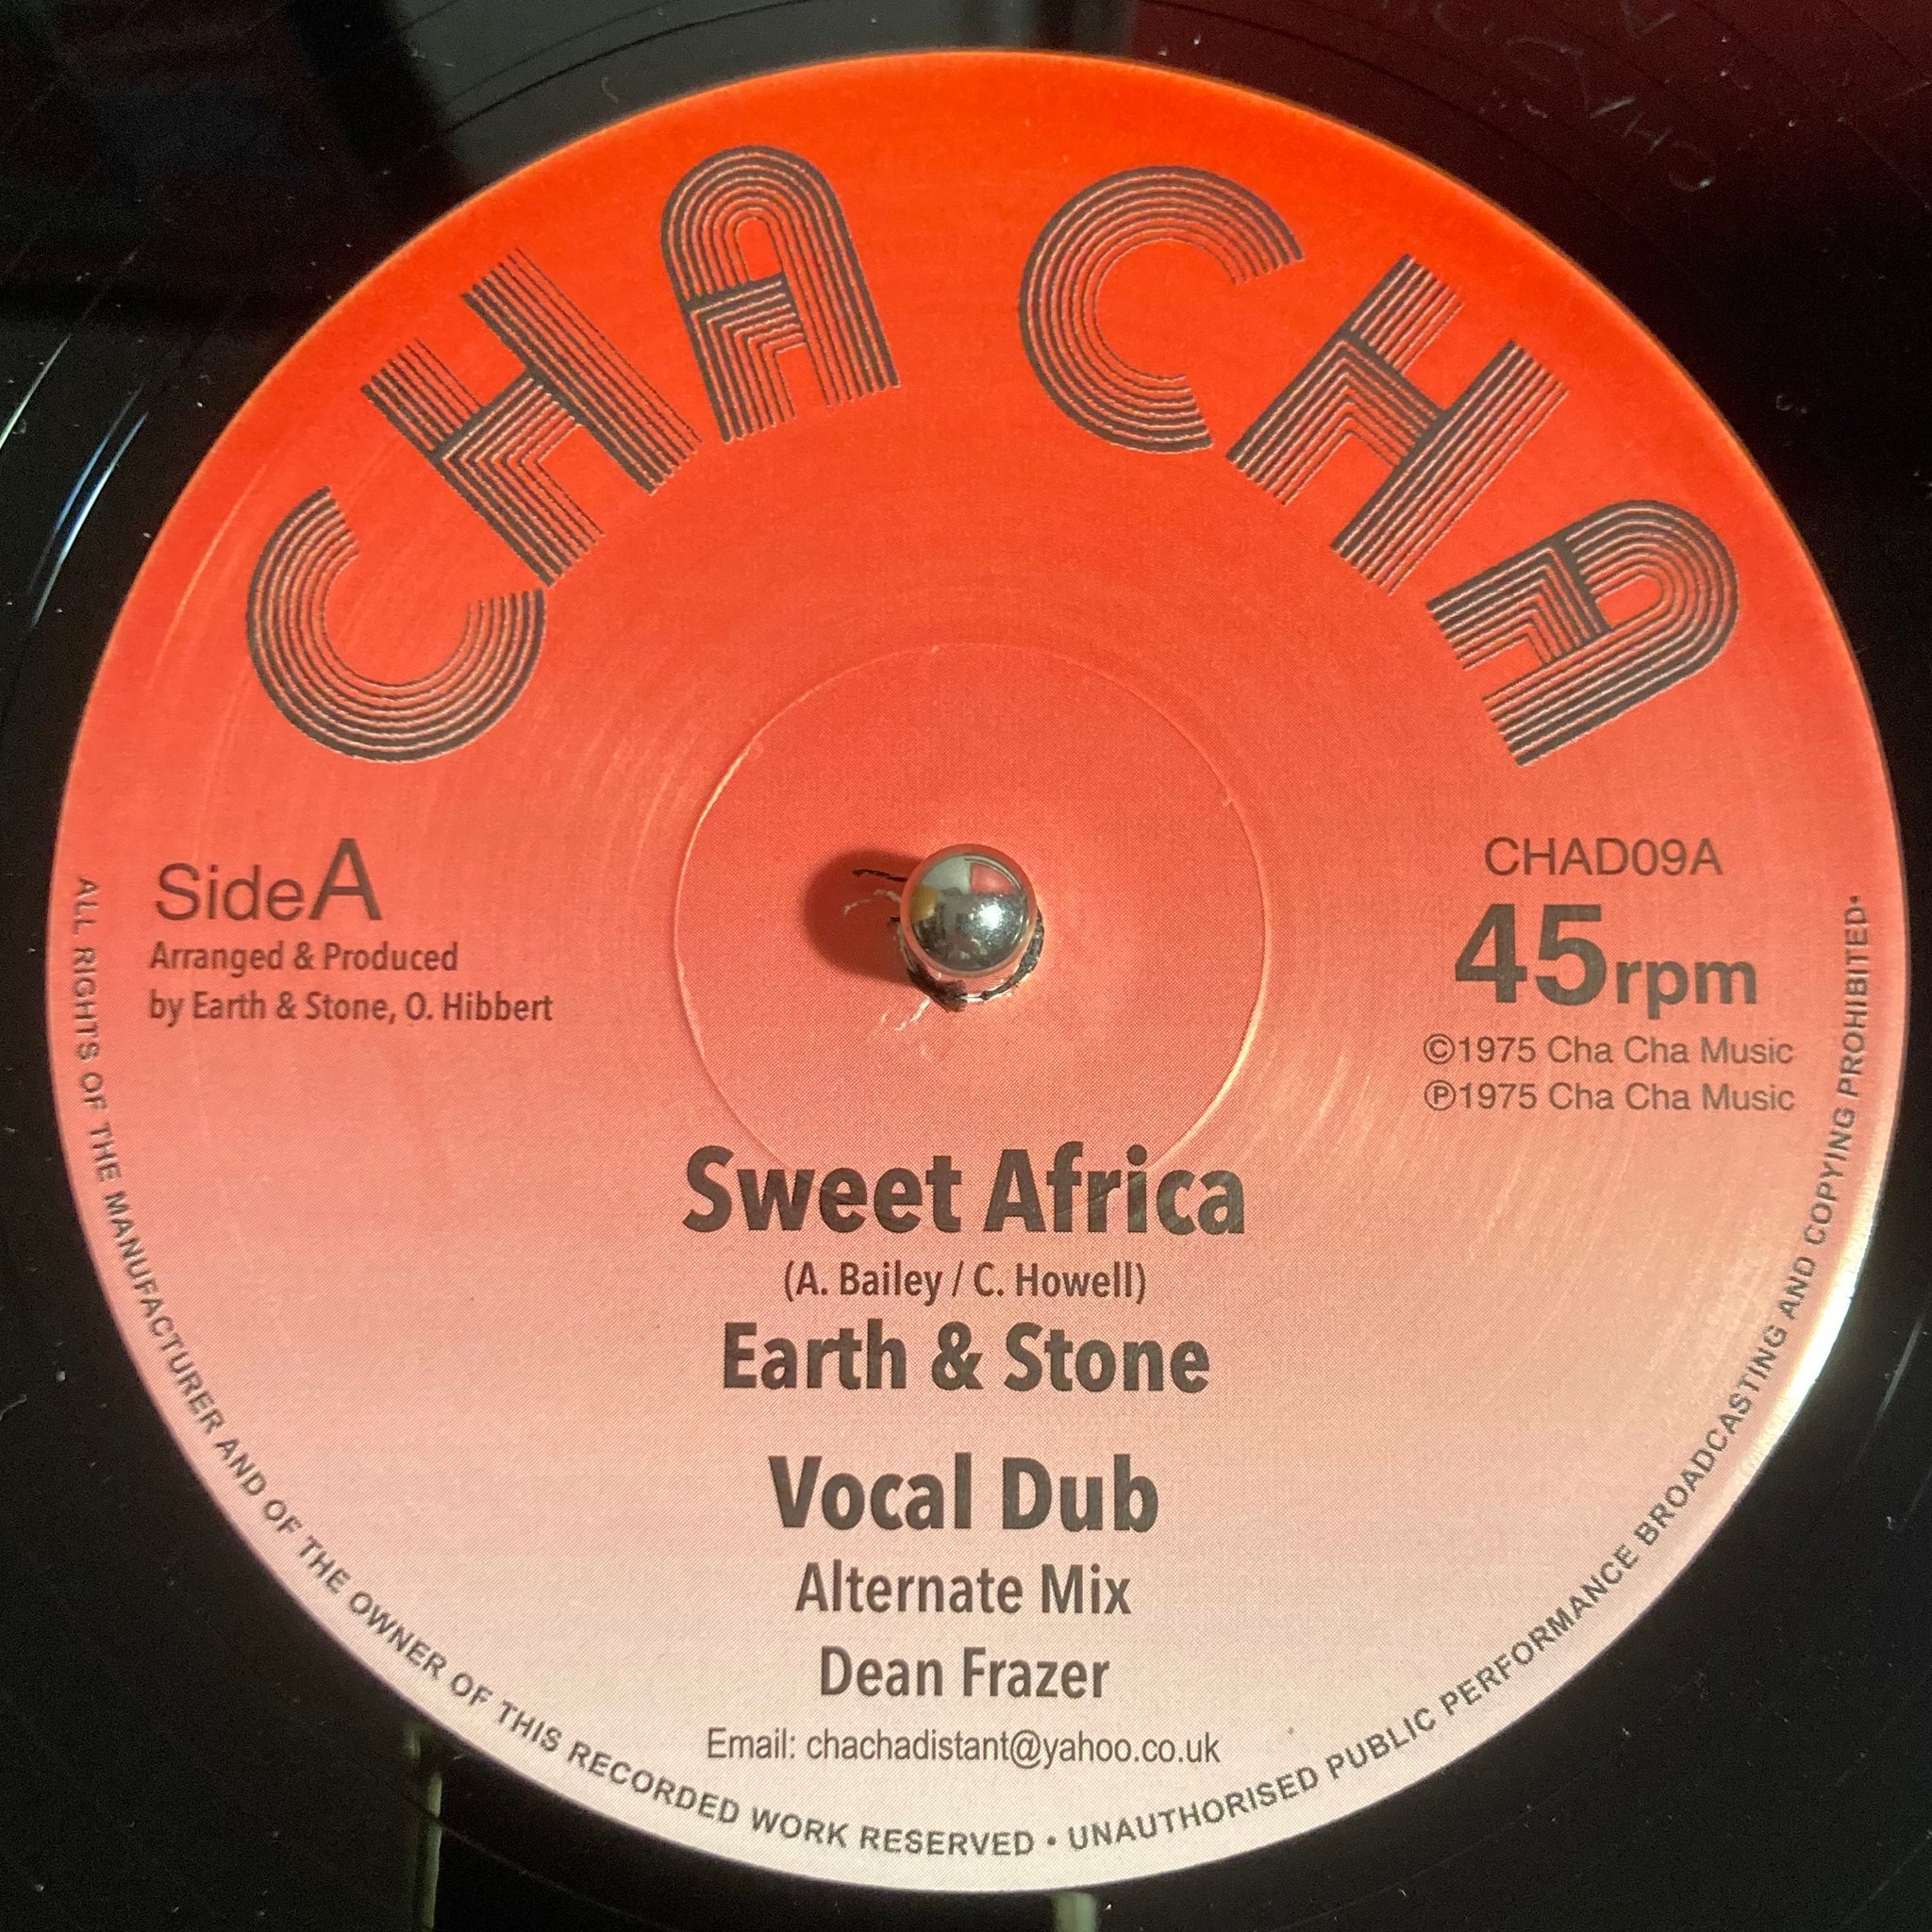 CHA CHA
Side A
Arranged & Produced
by Earth & Stone, O. Hibbert
CHAD09A
45rpm
©1975 Cha Cha Music
℗1975 Cha Cha Music
Sweet Africa
(A. Bailey / C. Howell)
Earth & Stone
Vocal Dub
Alternate Mix
Dean Frazer
Email: chachadistant@yahoo.co.uk
ALL RIGHTS OF THE MANUFACTURER AND OF THE OWNER OF THIS RECORDED WORK RESERVED • UNAUTHORISED PUBLIC PERFORMANCE BROADCASTING AND COPYING PROHIBITED•